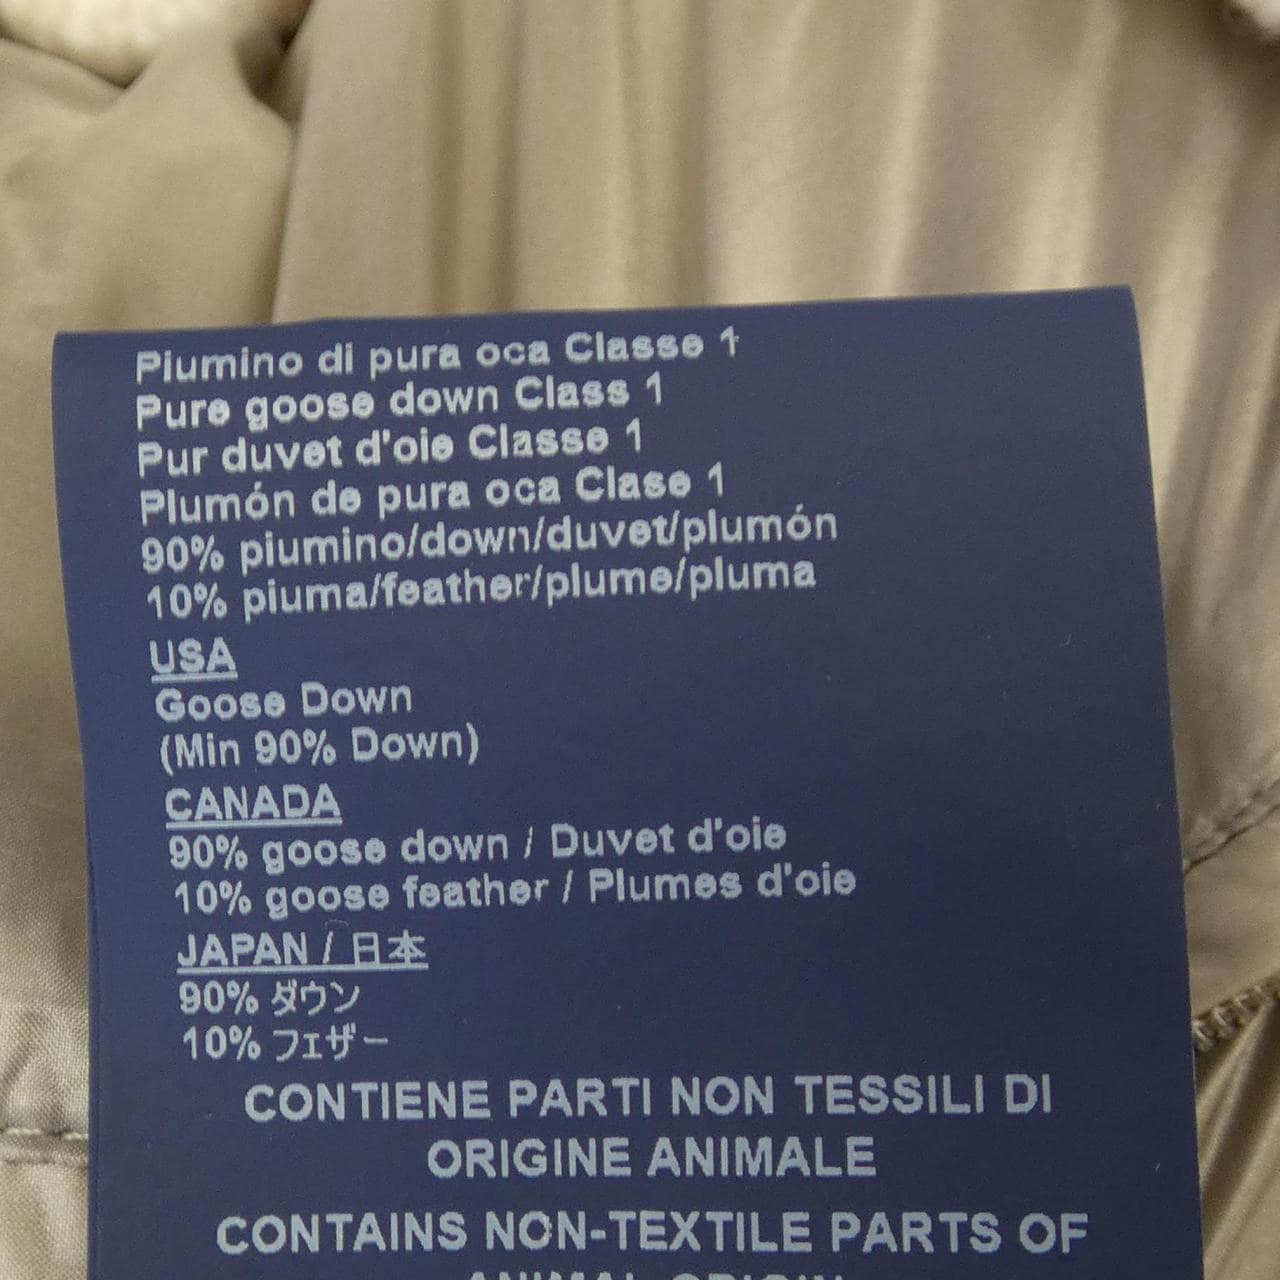 Piumino di pura oca Classe 1
Pure goose down Class 1
Pur duvet d'oie Classe 1
Plumón de pura oca Clase 1
90% piumino/down/duvet/plumón
10% piuma/feather/plume/pluma
USA
Goose Down
(Min 90% Down)
CANADA
90% goose down / Duvet d'oie
10% goose feather / Plumes d'oie
JAPAN / 日本
90% ダウン
10% フェザー
CONTIENE PARTI NON TESSILI DI
ORIGINE ANIMALE
CONTAINS NON-TEXTILE PARTS OF
ANIMAL ORIGIN